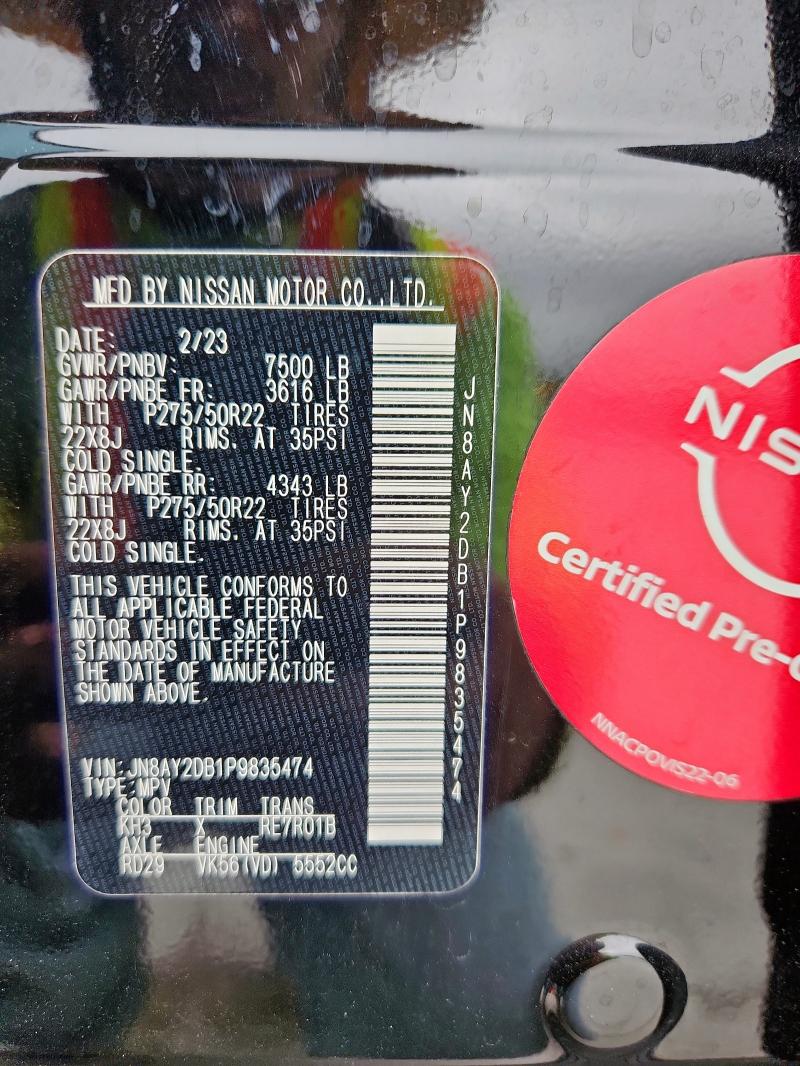 MFD BY NISSAN MOTOR CO.,LTD.
DATE: 2/23
GVWR/PNBV: 7500 LB
GAWR/PNBE FR: 3616 LB
WITH P275/50R22 TIRES
22X8J RIMS. AT 35PSI
COLD SINGLE.
GAWR/PNBE RR: 4343 LB
WITH P275/50R22 TIRES
22X8J RIMS. AT 35PSI
COLD SINGLE.
THIS VEHICLE CONFORMS TO
ALL APPLICABLE FEDERAL
MOTOR VEHICLE SAFETY
STANDARDS IN EFFECT ON
THE DATE OF MANUFACTURE
SHOWN ABOVE.
VIN:JN8AY2DB1P9835474
TYPE:MPV
COLOR TRIM TRANS
KH3 X RE7R01B
AXLE ENGINE
RD29 VK56(VD) 5552CC
JN8AY2DB1P9835474
NIS
Certified Pre-
NNACPOVIS22-06